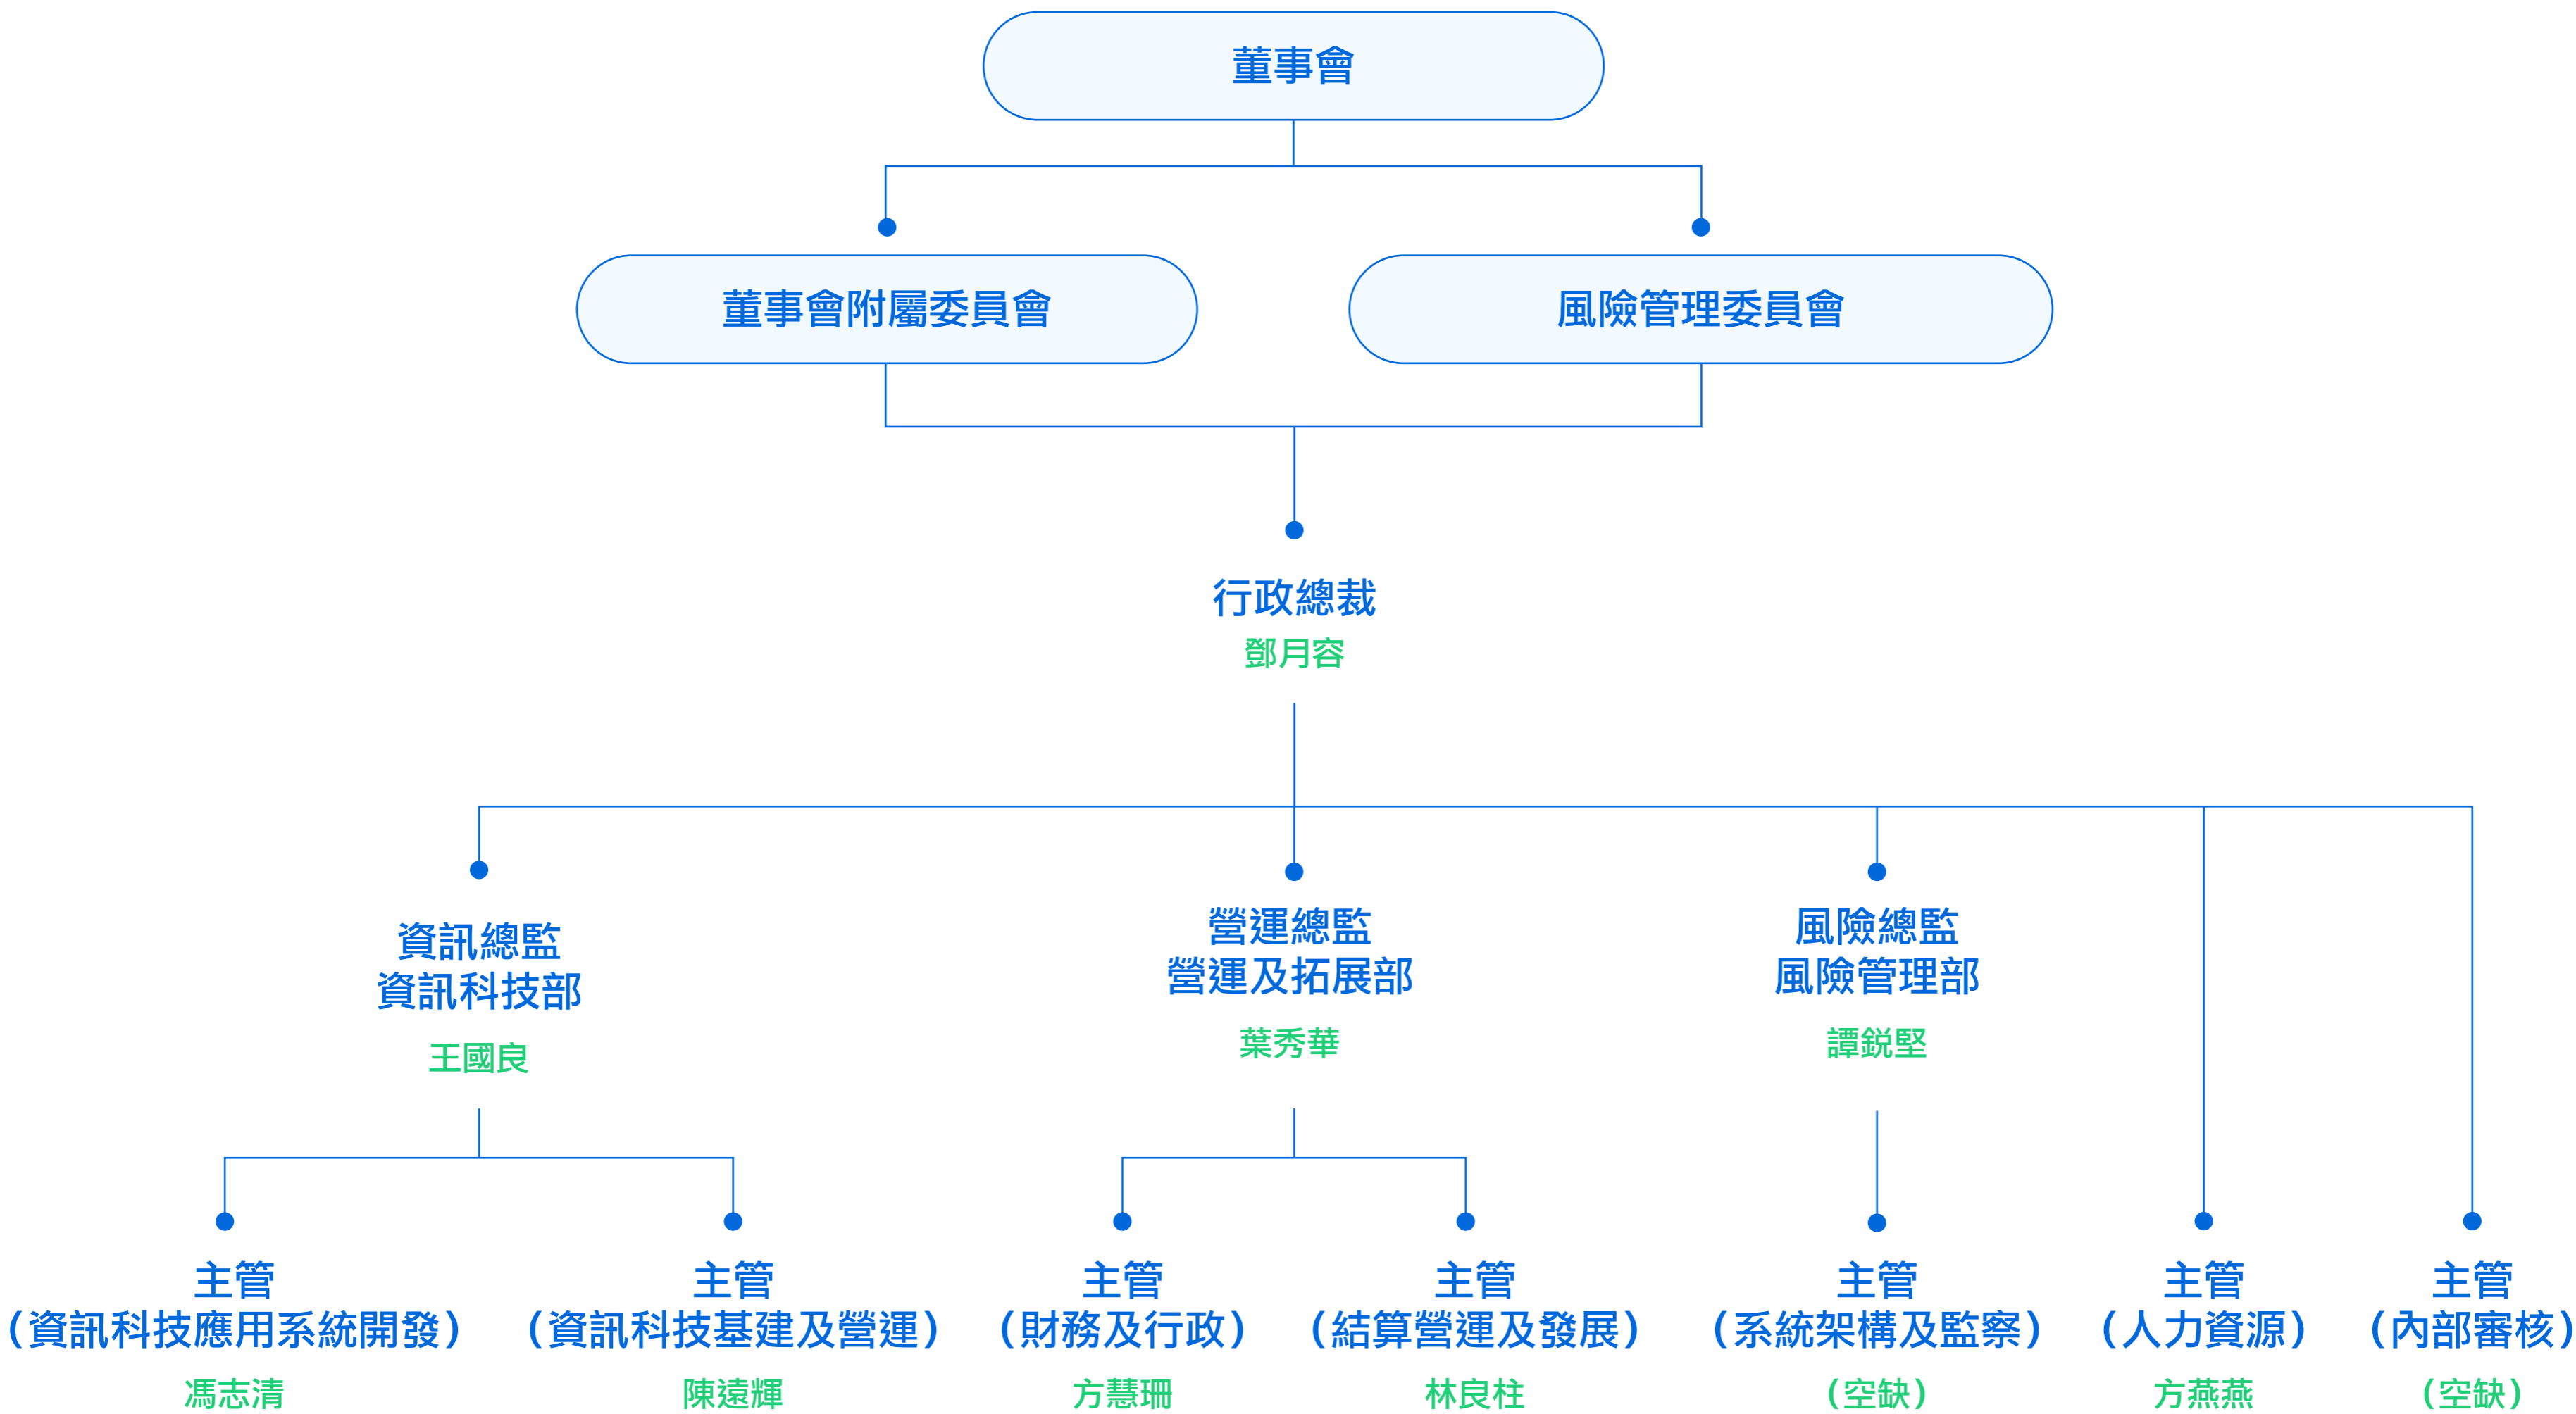 董事會
董事會附屬委員會
風險管理委員會
行政總裁
鄧月容
資訊總監
資訊科技部
王國良
營運總監
營運及拓展部
葉秀華
風險總監
風險管理部
譚銳堅
主管
（資訊科技應用系統開發）
馮志清
主管
（資訊科技基建及營運）
陳遠輝
主管
（財務及行政）
方慧珊
主管
（結算營運及發展）
林良柱
主管
（系統架構及監察）
（空缺）
主管
（人力資源）
方燕燕
主管
（內部審核）
（空缺）